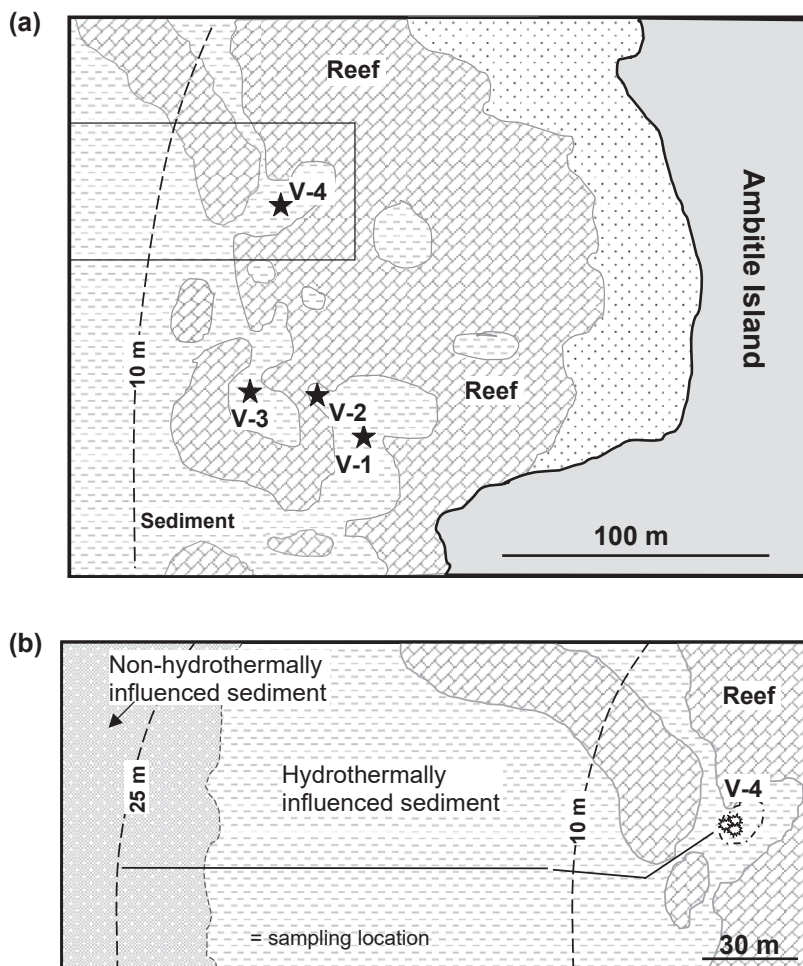 (a)
Reef
V-4
Ambitle Island
10 m
V-3
V-2
Reef
V-1
Sediment
100 m
(b)
Non-hydrothermally
influenced sediment
Reef
25 m
Hydrothermally
influenced sediment
V-4
10 m
= sampling location
30 m